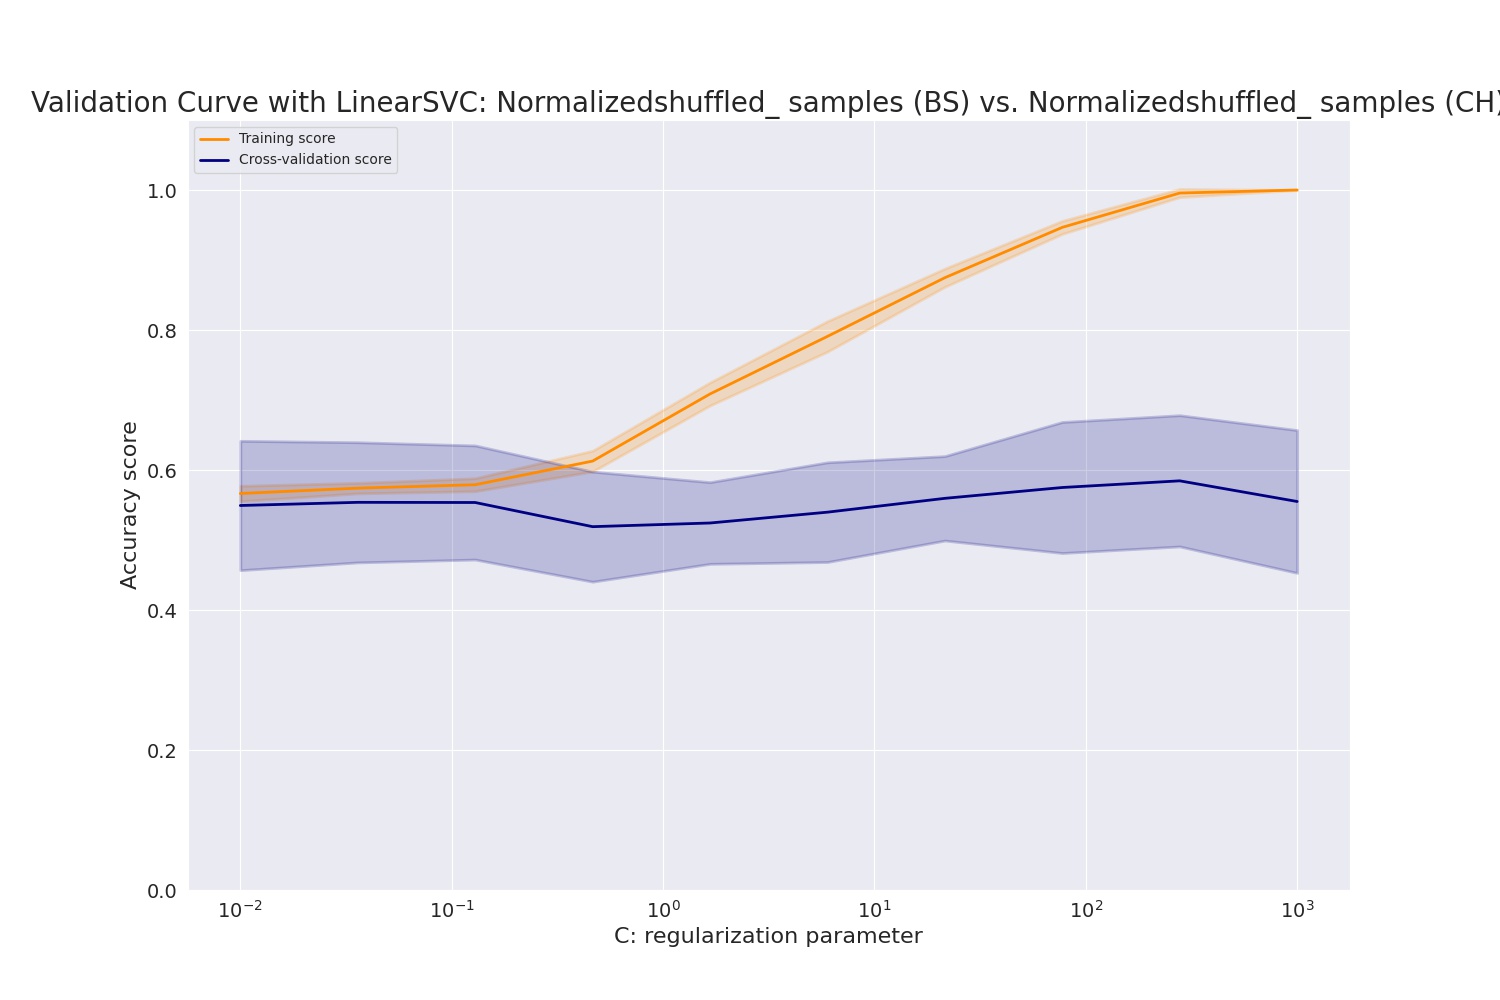 Validation Curve with LinearSVC: Normalizedshuffled_ samples (BS) vs. Normalizedshuffled_ samples (CH)
Training score
Cross-validation score
1.0
0.8
0.6
0.4
0.2
0.0
Accuracy score
10⁻² 10⁻¹ 10⁰ 10¹ 10² 10³
C: regularization parameter